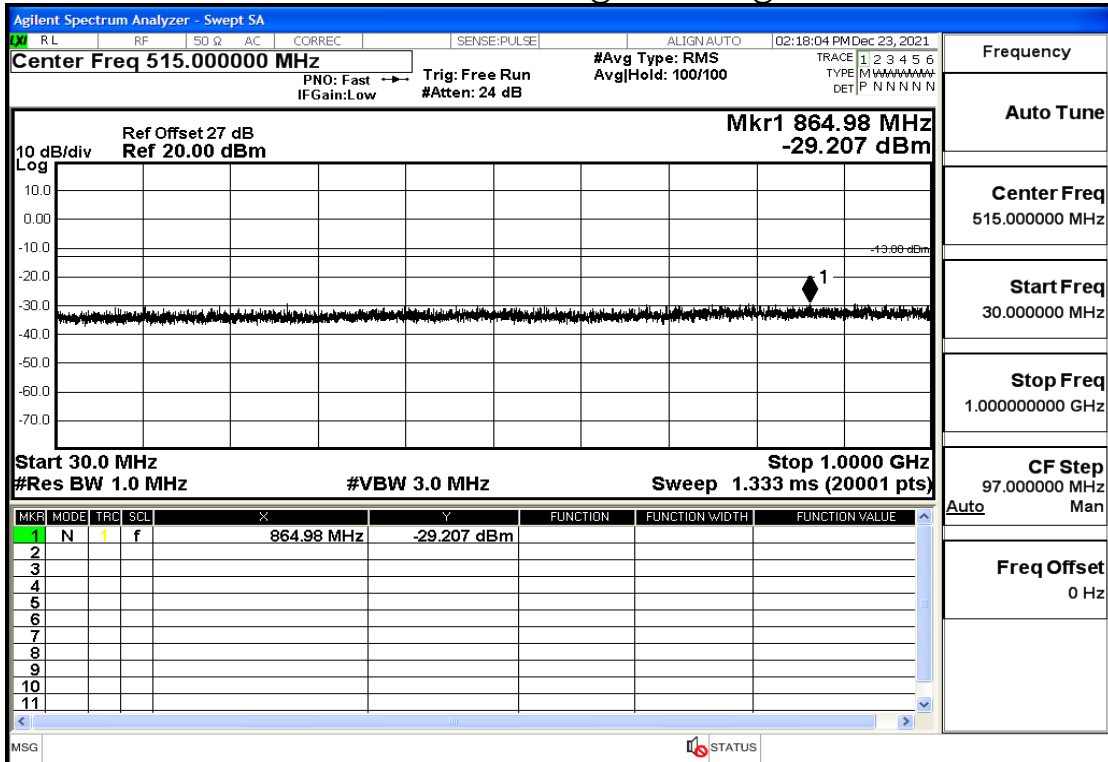 Agilent Spectrum Analyzer - Swept SA
LXI RL RF 50 Ω AC CORREC SENSE:PULSE ALIGN AUTO 02:18:04 PM Dec 23, 2021
Center Freq 515.000000 MHz
PNO: Fast
IFGain:Low
Trig: Free Run
#Atten: 24 dB
#Avg Type: RMS
Avg|Hold: 100/100
TRACE 1 2 3 4 5 6
TYPE M WWWWW
DET P N N N N N
Ref Offset 27 dB
10 dB/div Ref 20.00 dBm
Log
Mkr1 864.98 MHz
-29.207 dBm
10.0
0.00
-10.0
-13.00 dBm
-20.0
1
-30.0
-40.0
-50.0
-60.0
-70.0
Start 30.0 MHz Stop 1.0000 GHz
#Res BW 1.0 MHz #VBW 3.0 MHz Sweep 1.333 ms (20001 pts)
MKR MODE TRC SCL X Y FUNCTION FUNCTION WIDTH FUNCTION VALUE
1 N 1 f 864.98 MHz -29.207 dBm
2
3
4
5
6
7
8
9
10
11
MSG STATUS
Frequency
Auto Tune
Center Freq
515.000000 MHz
Start Freq
30.000000 MHz
Stop Freq
1.000000000 GHz
CF Step
97.000000 MHz
Auto Man
Freq Offset
0 Hz